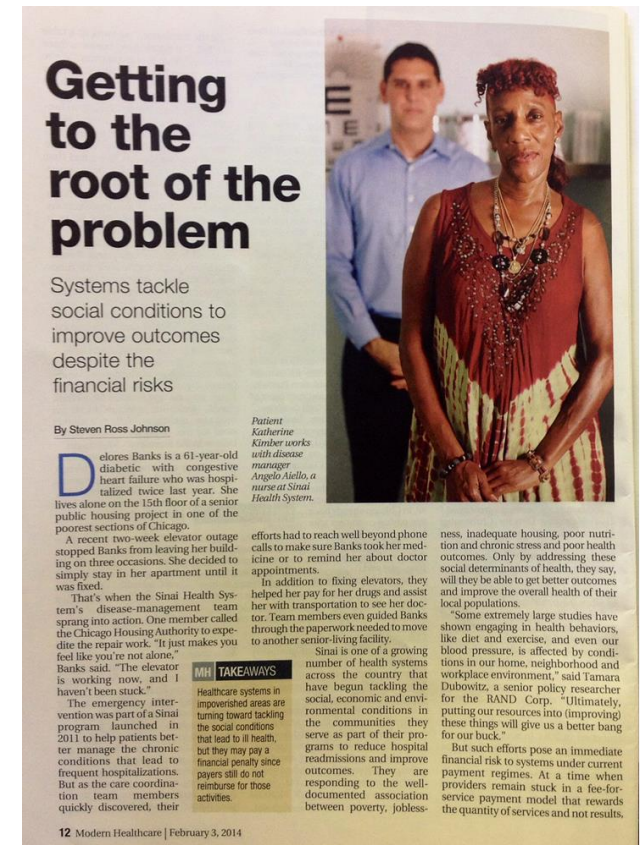 Getting
to the
root of the
problem
Systems tackle
social conditions to
improve outcomes
despite the
financial risks
By Steven Ross Johnson
Patient
Katherine
Kimber works
with disease
manager
Angelo Aiello, a
nurse at Sinai
Health System.
Delores Banks is a 61-year-old
diabetic with congestive
heart failure who was hospi-
talized twice last year. She
lives alone on the 15th floor of a senior
public housing project in one of the
poorest sections of Chicago.
A recent two-week elevator outage
stopped Banks from leaving her build-
ing on three occasions. She decided to
simply stay in her apartment until it
was fixed.
That's when the Sinai Health Sys-
tem's disease-management team
sprang into action. One member called
the Chicago Housing Authority to expe-
dite the repair work. "It just makes you
feel like you're not alone,"
Banks said. "The elevator
is working now, and I
haven't been stuck."
The emergency inter-
vention was part of a Sinai
program launched in
2011 to help patients bet-
ter manage the chronic
conditions that lead to
frequent hospitalizations.
But as the care coordina-
tion team members
quickly discovered, their
efforts had to reach well beyond phone
calls to make sure Banks took her med-
icine or to remind her about doctor
appointments.
In addition to fixing elevators, they
helped her pay for her drugs and assist
her with transportation to see her doc-
tor. Team members even guided Banks
through the paperwork needed to move
to another senior-living facility.
Sinai is one of a growing
number of health systems
across the country that
have begun tackling the
social, economic and envi-
ronmental conditions in
the communities they
serve as part of their pro-
grams to reduce hospital
readmissions and improve
outcomes. They are
responding to the well-
documented association
between poverty, jobless-
MH TAKEAWAYS
Healthcare systems in
impoverished areas are
turning toward tackling
the social conditions
that lead to ill health,
but they may pay a
financial penalty since
payers still do not
reimburse for those
activities.
ness, inadequate housing, poor nutri-
tion and chronic stress and poor health
outcomes. Only by addressing these
social determinants of health, they say,
will they be able to get better outcomes
and improve the overall health of their
local populations.
"Some extremely large studies have
shown engaging in health behaviors,
like diet and exercise, and even our
blood pressure, is affected by condi-
tions in our home, neighborhood and
workplace environment," said Tamara
Dubowitz, a senior policy researcher
for the RAND Corp. "Ultimately,
putting our resources into (improving)
these things will give us a better bang
for our buck."
But such efforts pose an immediate
financial risk to systems under current
payment regimes. At a time when
providers remain stuck in a fee-for-
service payment model that rewards
the quantity of services and not results,
12 Modern Healthcare | February 3, 2014